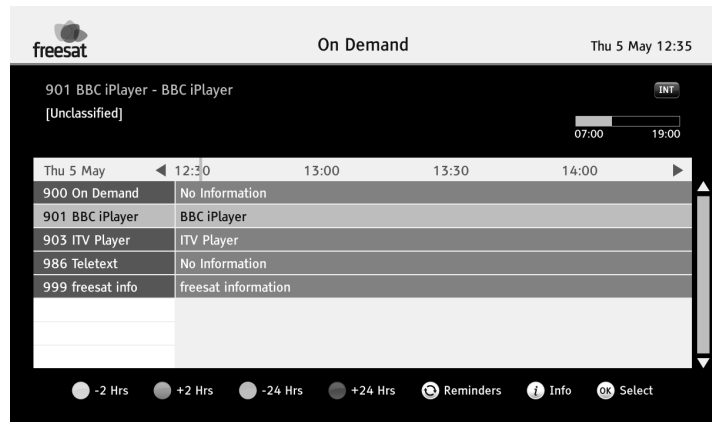 freesat On Demand Thu 5 May 12:35
901 BBC iPlayer - BBC iPlayer INT
[Unclassified]
07:00 19:00
Thu 5 May 12:30 13:00 13:30 14:00
900 On Demand No Information
901 BBC iPlayer BBC iPlayer
903 ITV Player ITV Player
986 Teletext No Information
999 freesat info freesat information
-2 Hrs +2 Hrs -24 Hrs +24 Hrs Reminders i Info OK Select